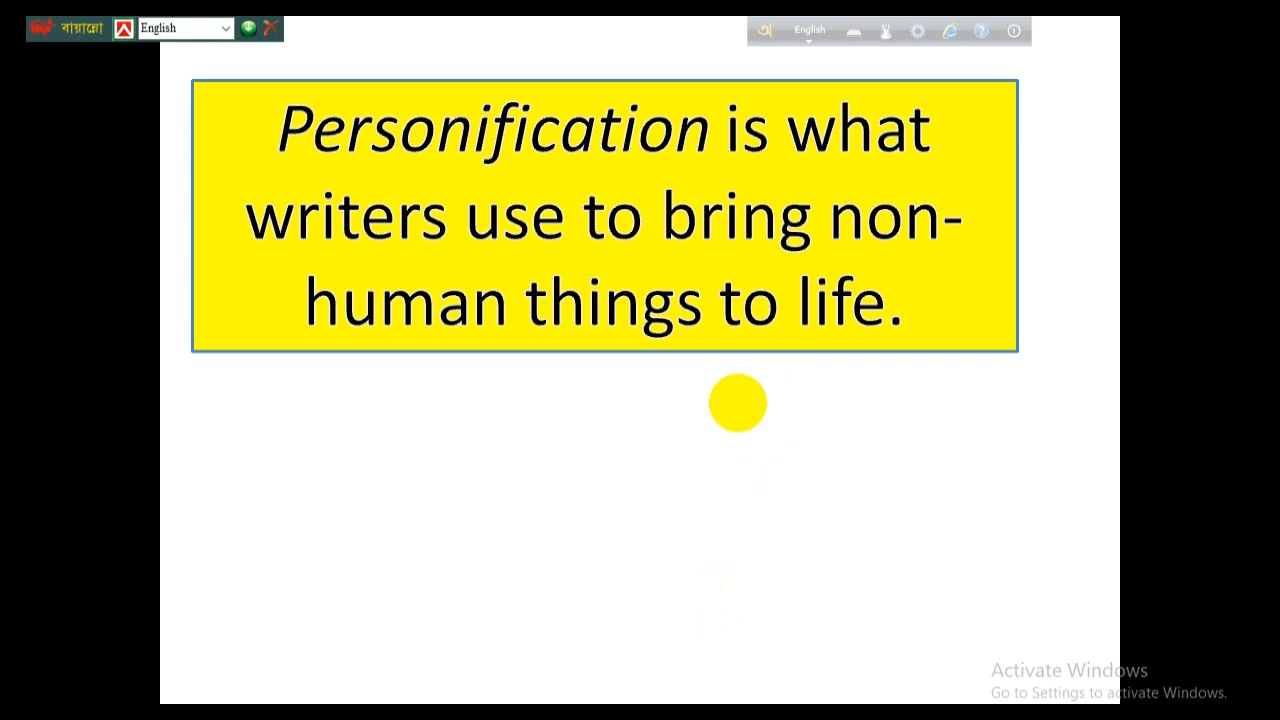 বায়ান্নো English
অ English
Personification is what
writers use to bring non-
human things to life.
Activate Windows
Go to Settings to activate Windows.